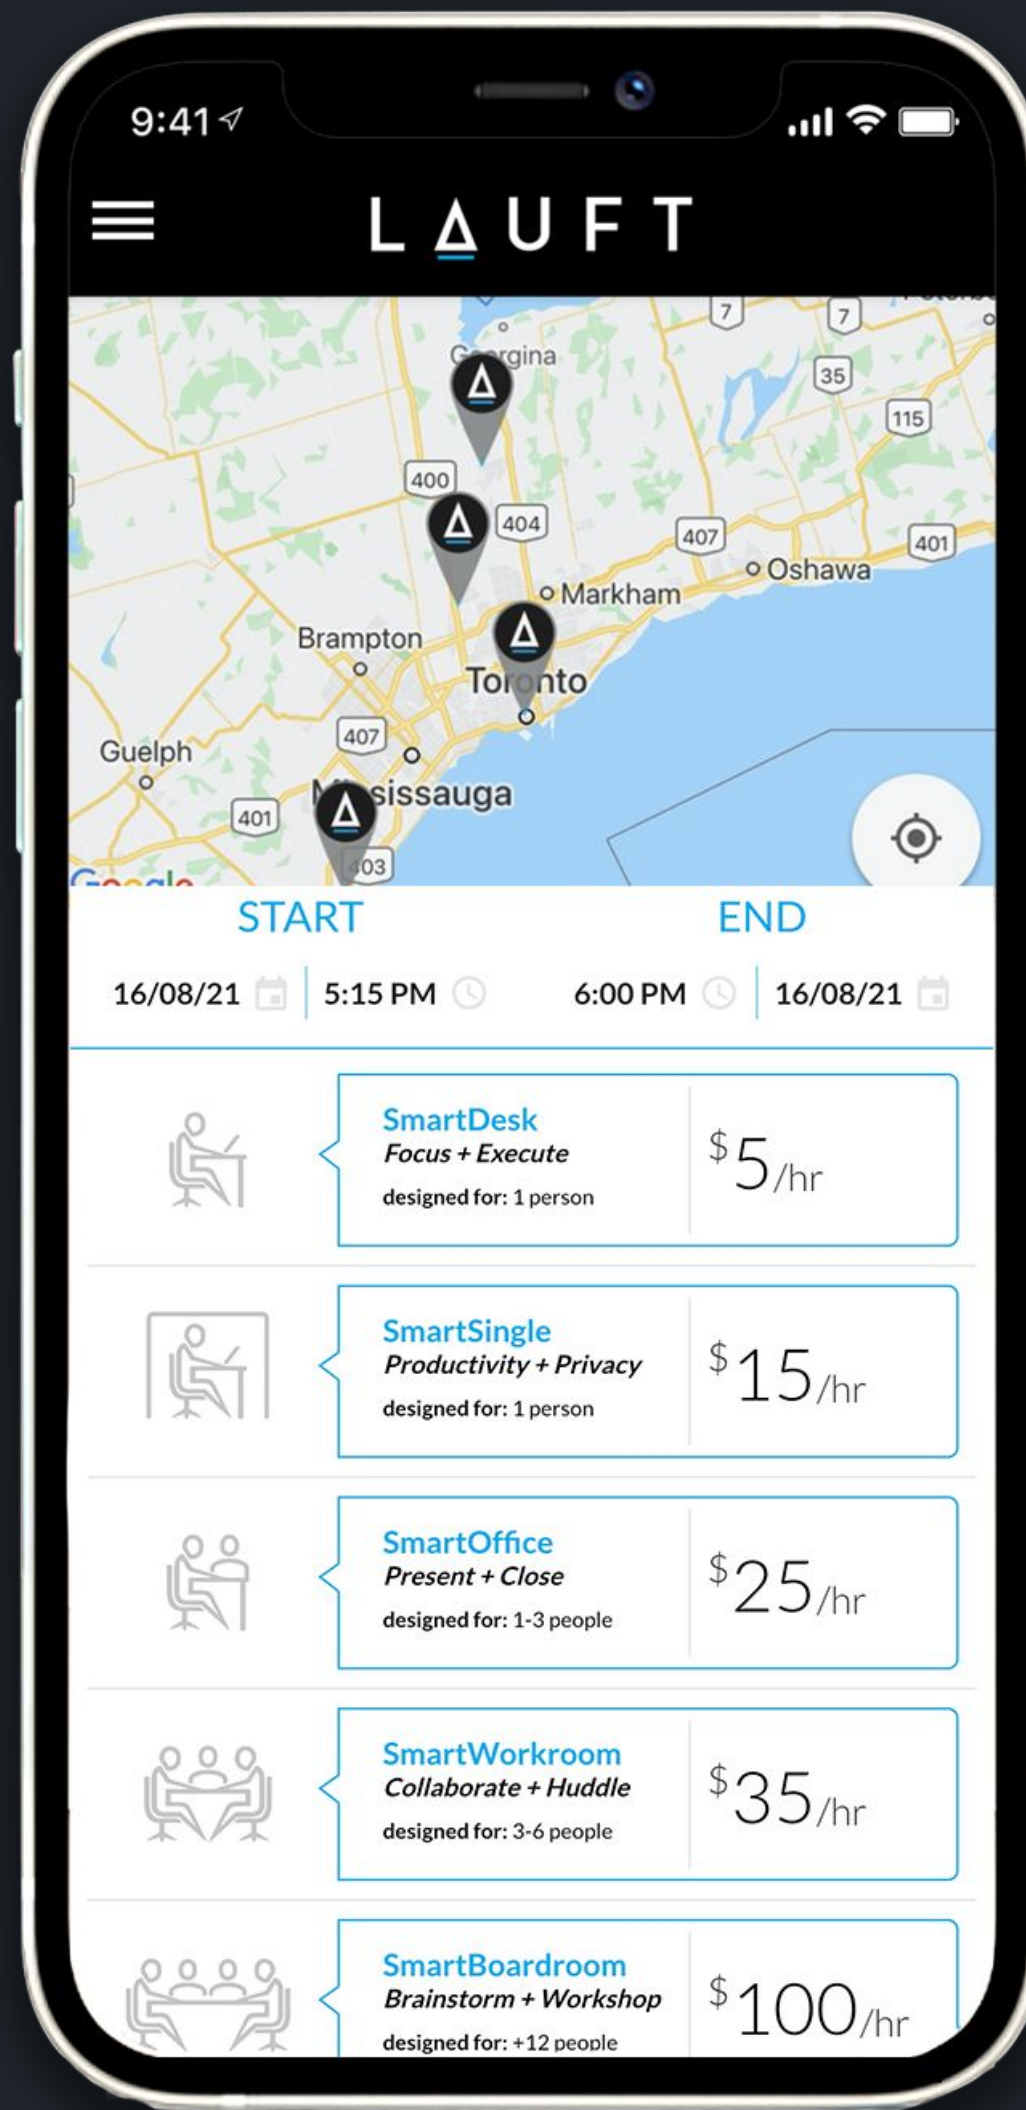 9:41
LAUFT
7
7
35
115
400
404
407
401
Oshawa
Markham
Brampton
Toronto
407
Guelph
401
403
Google
START END
16/08/21 5:15 PM 6:00 PM 16/08/21
SmartDesk
Focus + Execute
designed for: 1 person
$5/hr
SmartSingle
Productivity + Privacy
designed for: 1 person
$15/hr
SmartOffice
Present + Close
designed for: 1-3 people
$25/hr
SmartWorkroom
Collaborate + Huddle
designed for: 3-6 people
$35/hr
SmartBoardroom
Brainstorm + Workshop
designed for: +12 people
$100/hr